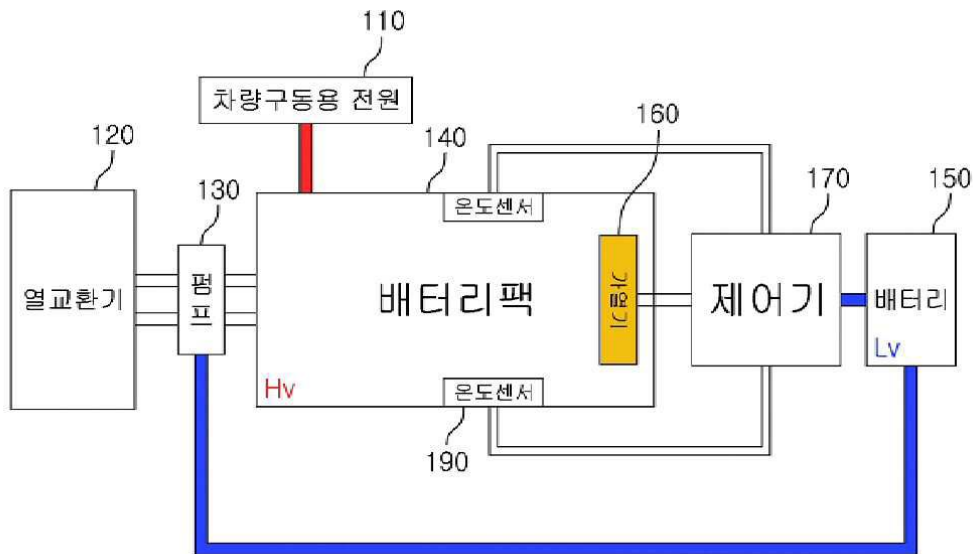 110
차량구동용 전원
120
130
140
160
170
150
온도센서
열교환기
펌프
배터리팩
가열기
제어기
배터리
Lv
Hv
온도센서
190